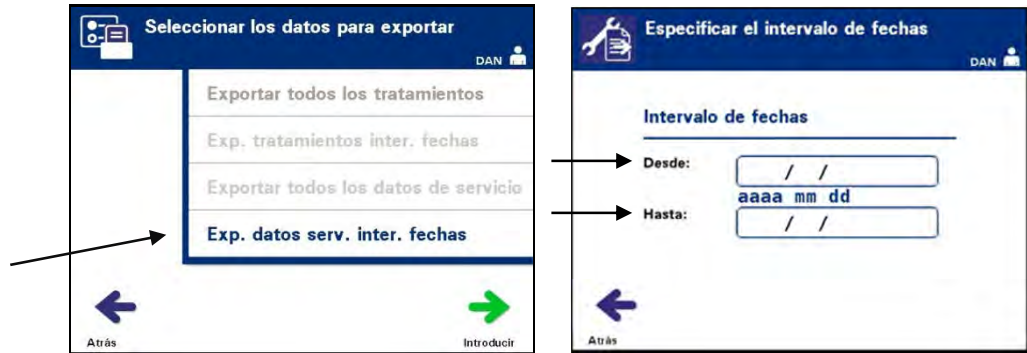 Seleccionar los datos para exportar
DAN
Exportar todos los tratamientos
Exp. tratamientos inter. fechas
Exportar todos los datos de servicio
Exp. datos serv. inter. fechas
Atrás
Introducir
Especificar el intervalo de fechas
DAN
Intervalo de fechas
Desde:
/ /
aaaa mm dd
Hasta:
/ /
Atrás